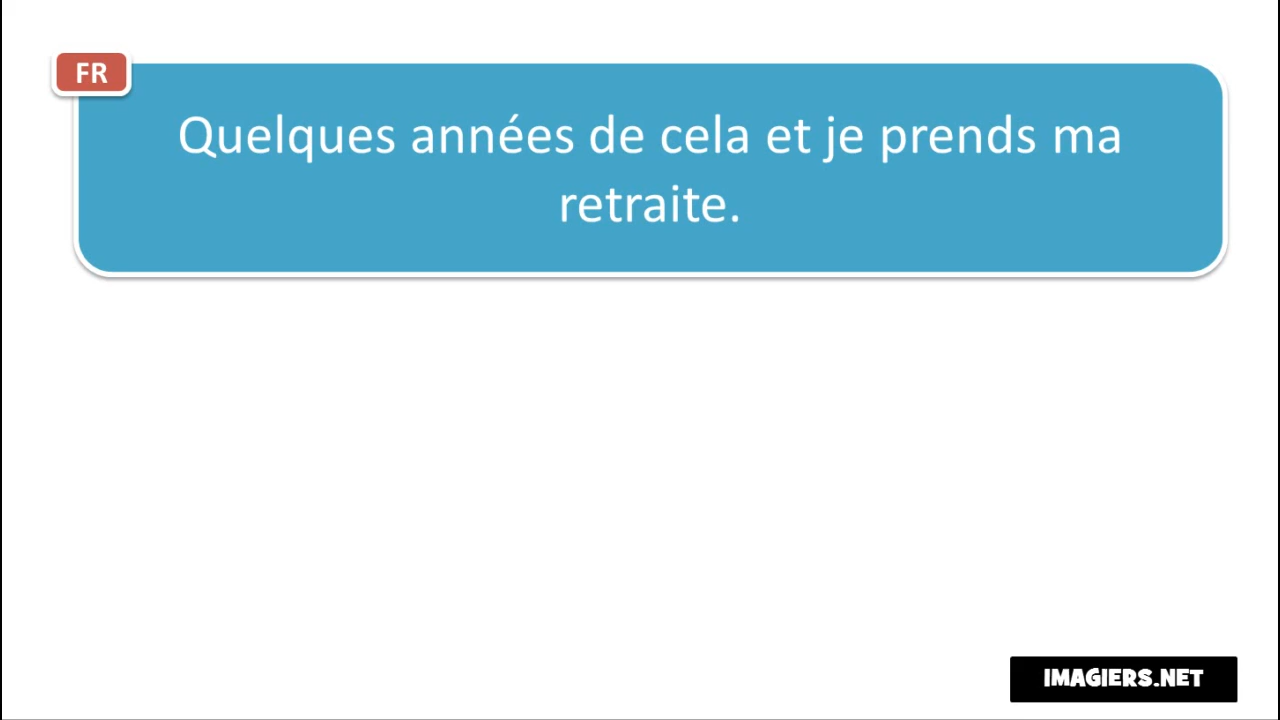 FR
Quelques années de cela et je prends ma
retraite.
IMAGIERS.NET